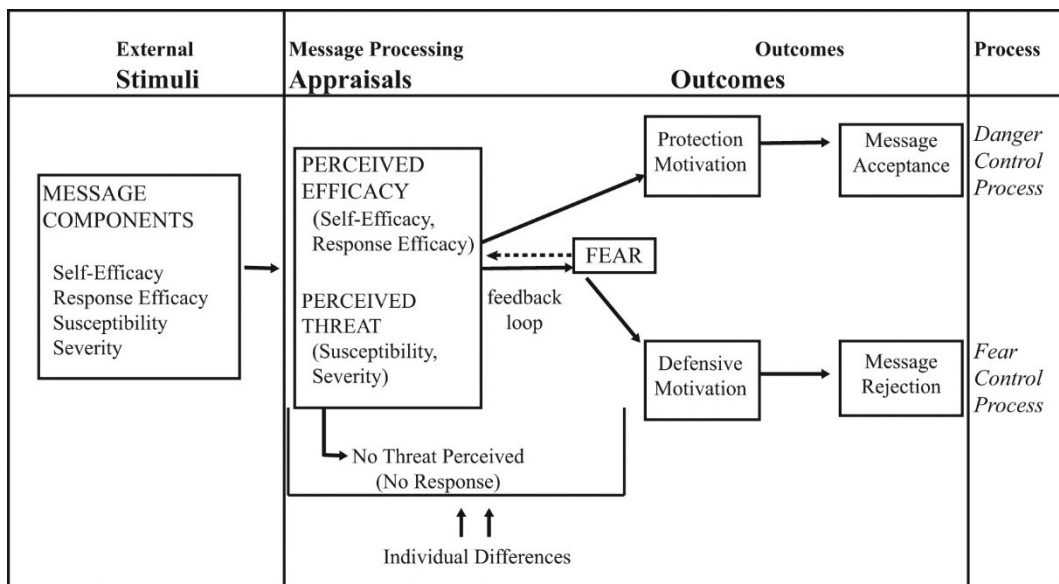 External
Stimuli
Message Processing
Appraisals
Outcomes
Outcomes
Process
MESSAGE
COMPONENTS
Self-Efficacy
Response Efficacy
Susceptibility
Severity
PERCEIVED
EFFICACY
(Self-Efficacy,
Response Efficacy)
PERCEIVED
THREAT
(Susceptibility,
Severity)
No Threat Perceived
(No Response)
Individual Differences
feedback
loop
FEAR
Protection
Motivation
Message
Acceptance
Danger
Control
Process
Defensive
Motivation
Message
Rejection
Fear
Control
Process